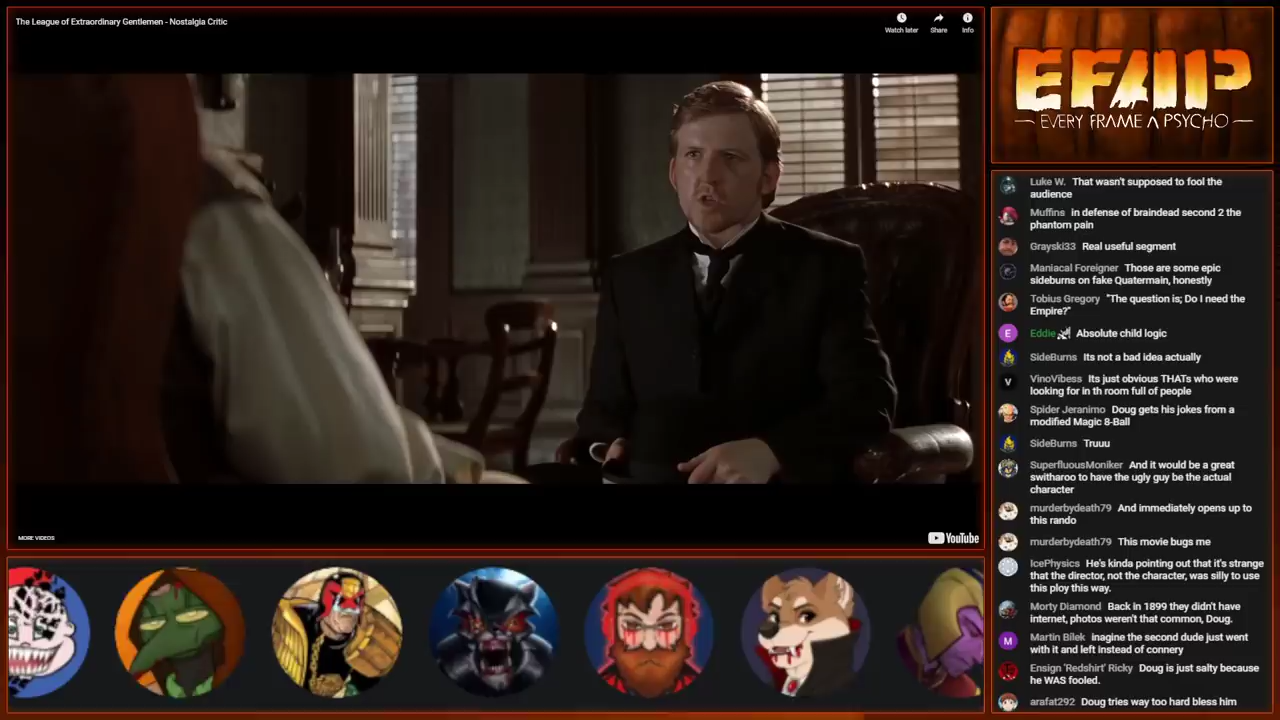 The League of Extraordinary Gentlemen - Nostalgia Critic
Watch later
Share
Info
MORE VIDEOS
YouTube
EFAP
EVERY FRAME A PSYCHO
Luke W. That wasn't supposed to fool the
audience
Muffins in defense of braindead second 2 the
phantom pain
Grayski33 Real useful segment
Maniacal Foreigner Those are some epic
sideburns on fake Quatermain, honestly
Tobius Gregory "The question is; Do I need the
Empire?"
E
Eddie Absolute child logic
SideBurns Its not a bad idea actually
V
VinoVibess Its just obvious THATs who were
looking for in th room full of people
Spider Jeranimo Doug gets his jokes from a
modified Magic 8-Ball
SideBurns Truuu
SuperfluousMoniker And it would be a great
switharoo to have the ugly guy be the actual
character
murderbydeath79 And immediately opens up to
this rando
murderbydeath79 This movie bugs me
IcePhysics He's kinda pointing out that it's strange
that the director, not the character, was silly to use
this ploy this way.
Morty Diamond Back in 1899 they didn't have
internet, photos weren't that common, Doug.
M
Martin Bílek imagine the second dude just went
with it and left instead of connery
Ensign 'Redshirt' Ricky Doug is just salty because
he WAS fooled.
arafat292 Doug tries way too hard bless him